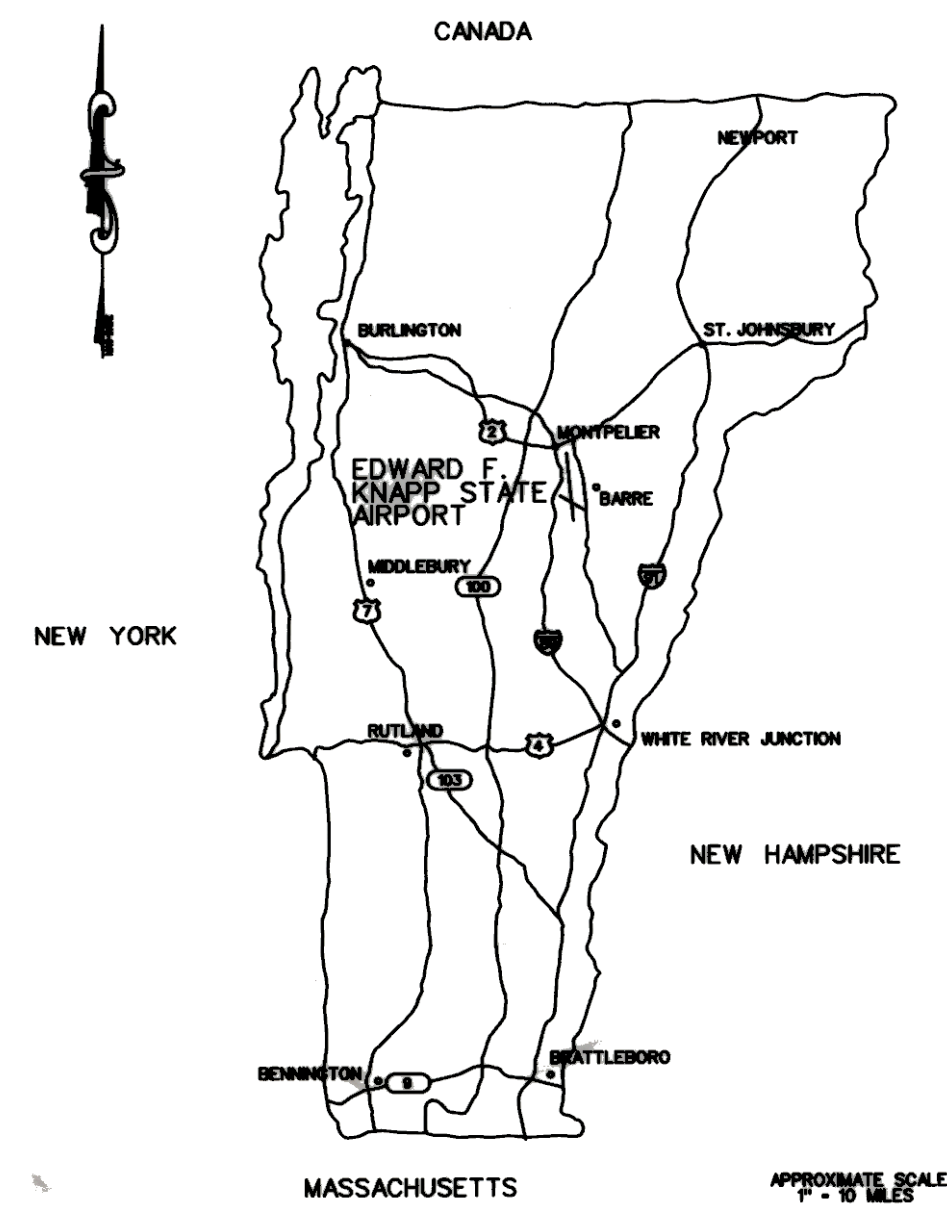 CANADA
NEWPORT
BURLINGTON
ST. JOHNSBURY
2
MONTPELIER
EDWARD F.
KNAPP STATE
AIRPORT
BARRE
MIDDLEBURY
100
91
7
NEW YORK
89
RUTLAND
4
WHITE RIVER JUNCTION
103
NEW HAMPSHIRE
BRATTLEBORO
BENNINGTON
9
MASSACHUSETTS
APPROXIMATE SCALE
1" - 10 MILES